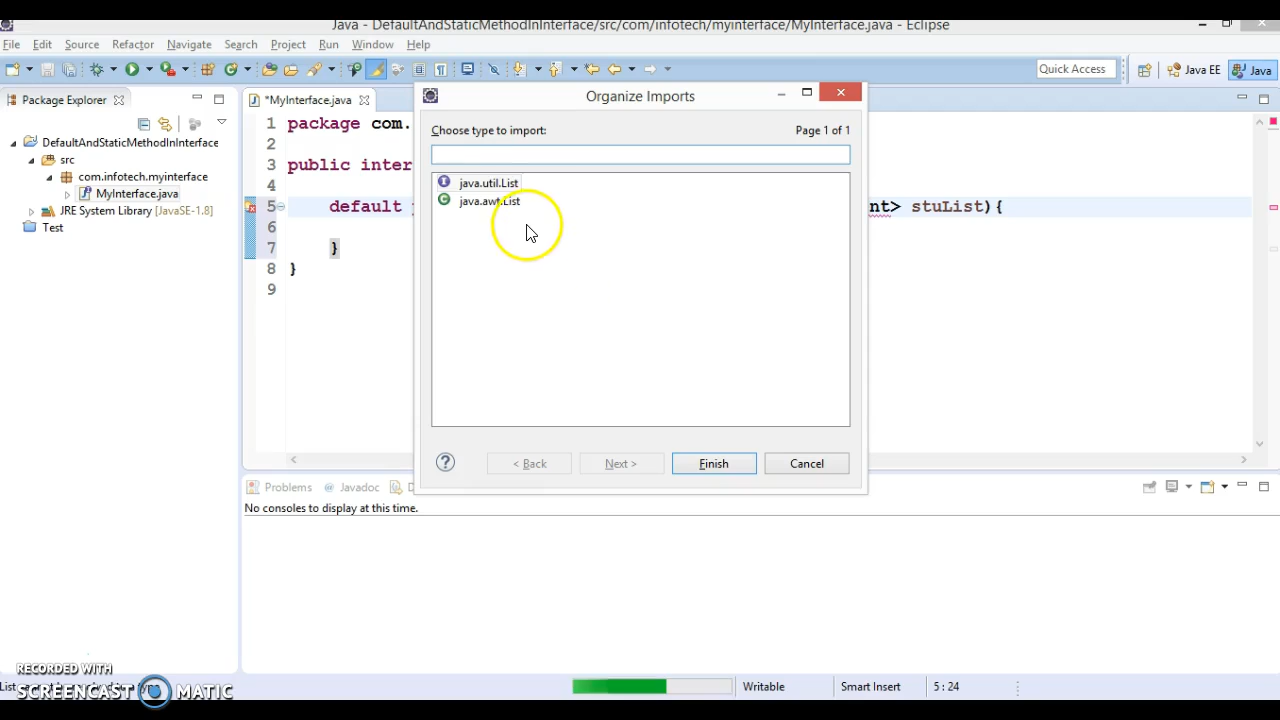 Java - DefaultAndStaticMethodInInterface/src/com/infotech/myinterface/MyInterface.java - Eclipse
File Edit Source Refactor Navigate Search Project Run Window Help
Quick Access
Java EE
Java
Package Explorer
*MyInterface.java
DefaultAndStaticMethodInInterface
src
com.infotech.myinterface
MyInterface.java
JRE System Library [JavaSE-1.8]
Test
1 package com.
2
3 public inter
4
5 default
nt> stuList){
6
7 }
8 }
9
Organize Imports
Choose type to import:
Page 1 of 1
java.util.List
java.awt.List
< Back
Next >
Finish
Cancel
Problems
Javadoc
No consoles to display at this time.
Writable
Smart Insert
5 : 24
RECORDED WITH
SCREENCAST MATIC